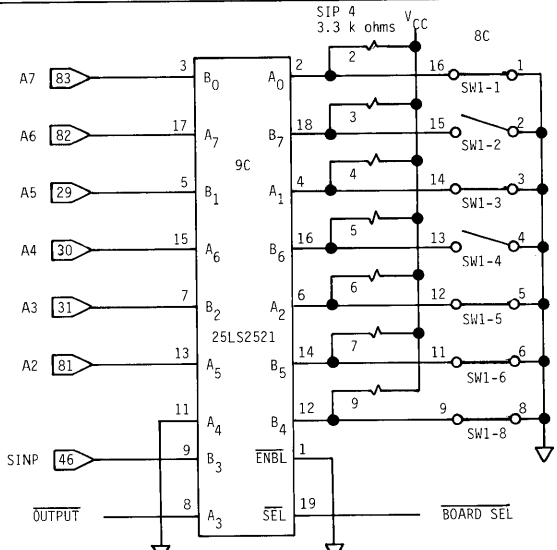 SIP 4
3.3 k ohms
VCC
8C
A7 83 3 B0 A0 2 2 16 1
SW1-1
A6 82 17 A7 B7 18 3 15 2
SW1-2
9C
A5 29 5 B1 A1 4 4 14 3
SW1-3
A4 30 15 A6 B6 16 5 13 4
SW1-4
A3 31 7 B2 A2 6 6 12 5
SW1-5
25LS2521
A2 81 13 A5 B5 14 7 11 6
SW1-6
11 A4 B4 12 9 9 8
SW1-8
SINP 46 9 B3 ENBL 1
OUTPUT 8 A3 SEL 19 BOARD SEL